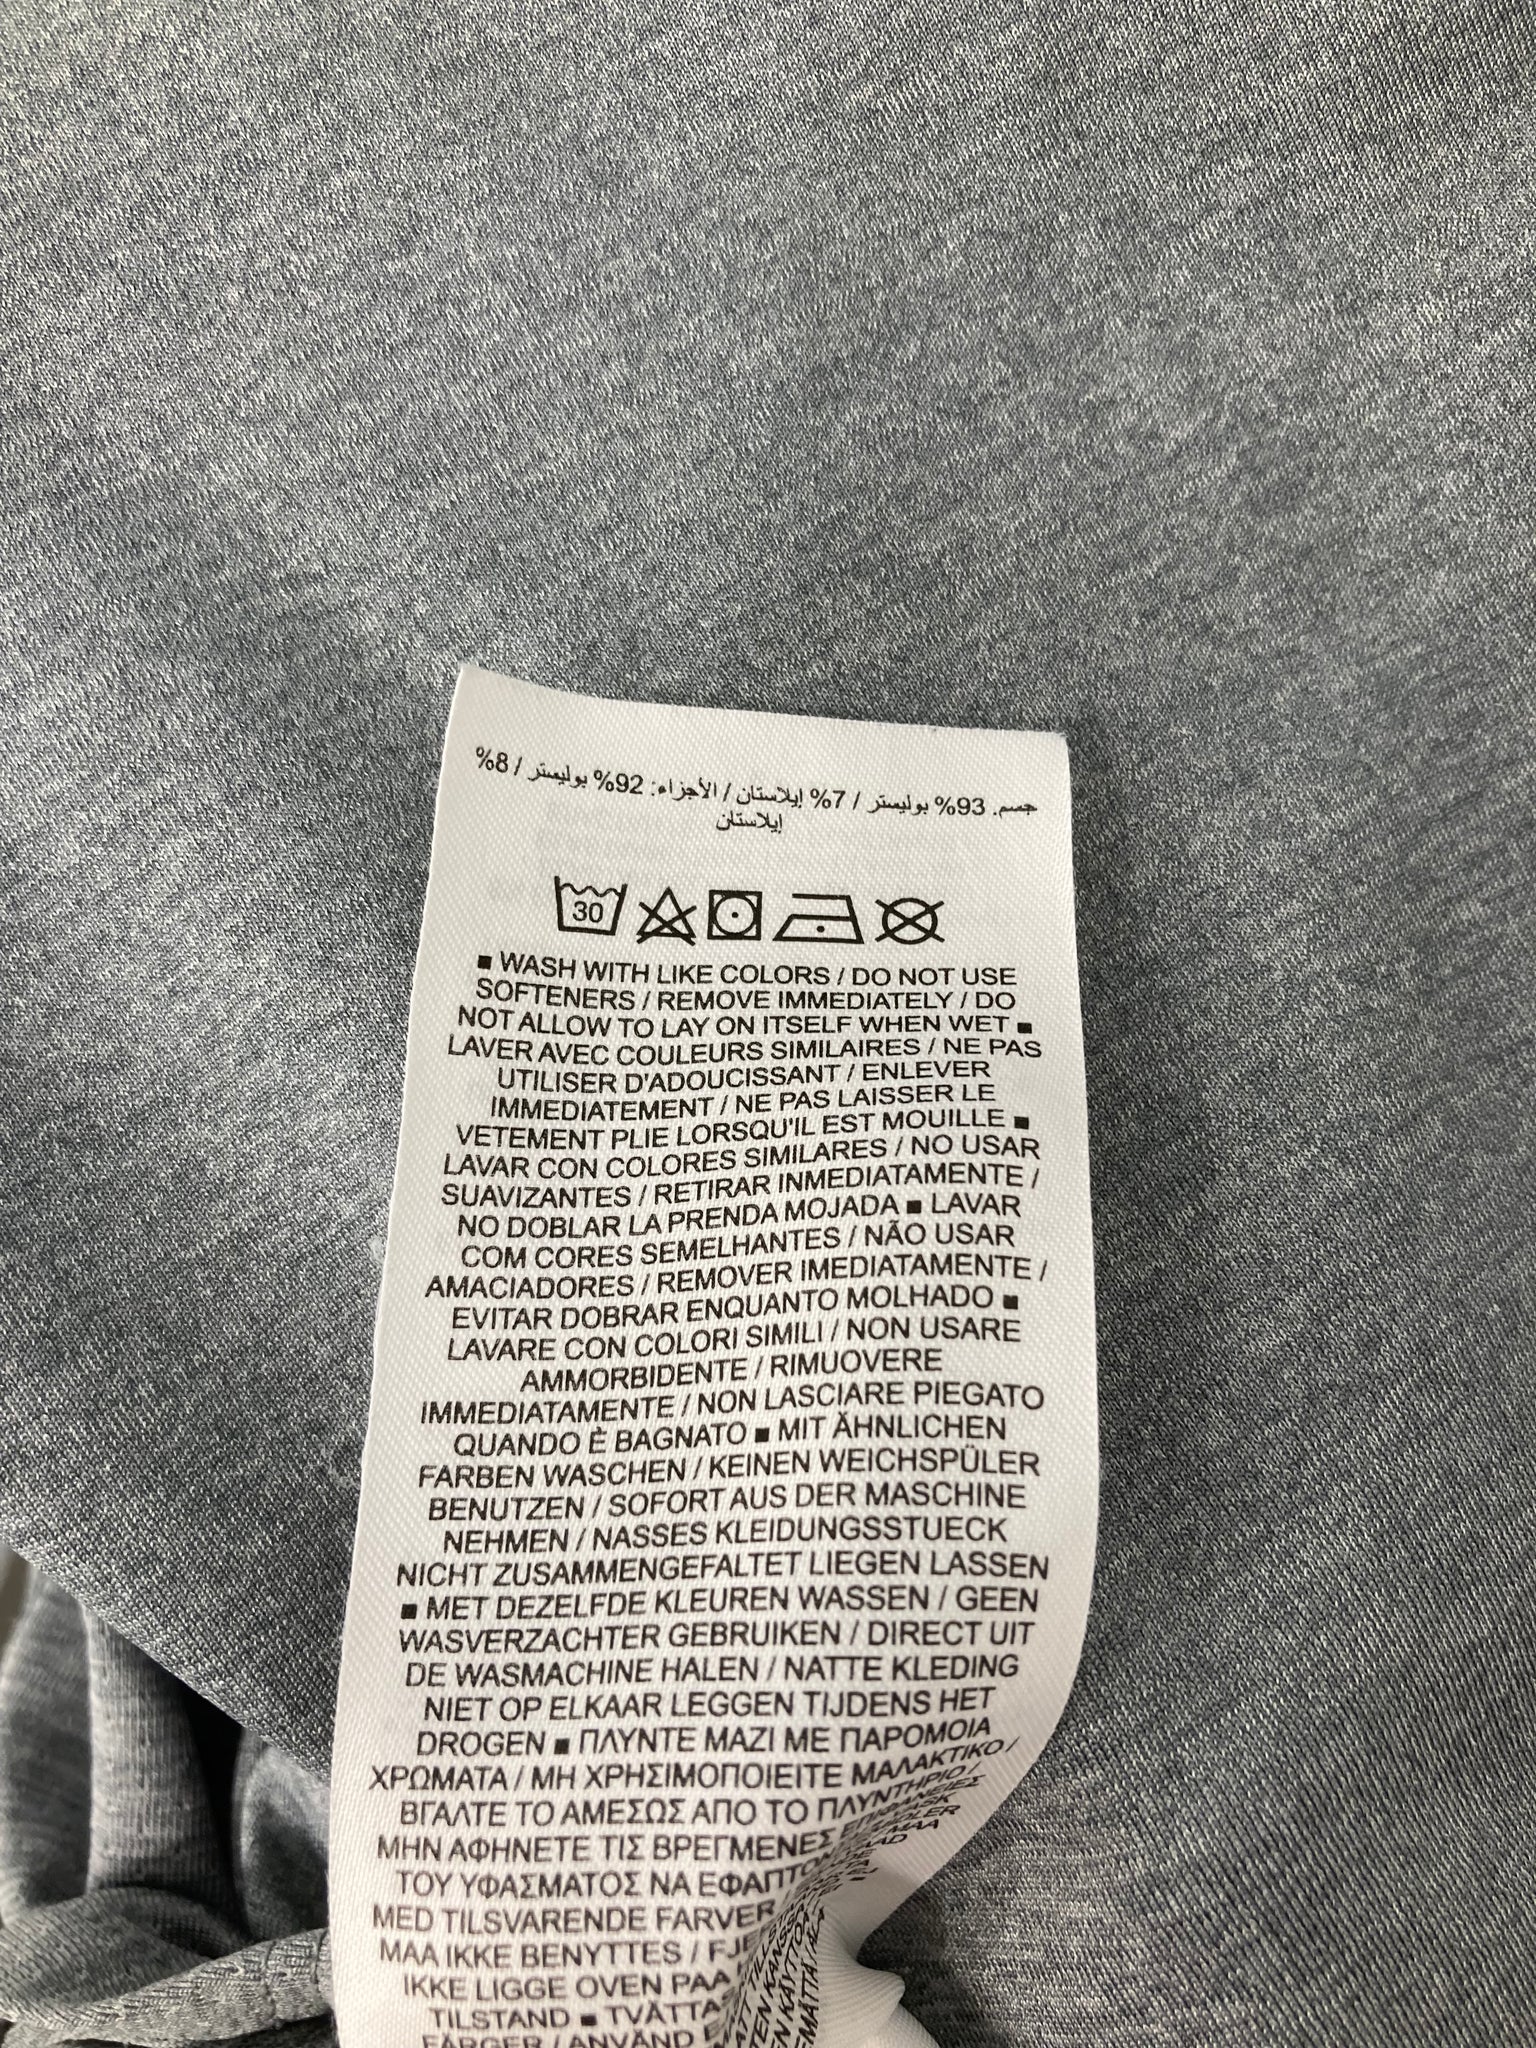 جسم. 93% بوليستر / 7% إيلاستان / الأجزاء: 92% بوليستر / 8%
إيلاستان
30
■ WASH WITH LIKE COLORS / DO NOT USE
SOFTENERS / REMOVE IMMEDIATELY / DO
NOT ALLOW TO LAY ON ITSELF WHEN WET ■
LAVER AVEC COULEURS SIMILAIRES / NE PAS
UTILISER D'ADOUCISSANT / ENLEVER
IMMEDIATEMENT / NE PAS LAISSER LE
VETEMENT PLIE LORSQU'IL EST MOUILLE ■
LAVAR CON COLORES SIMILARES / NO USAR
SUAVIZANTES / RETIRAR INMEDIATAMENTE /
NO DOBLAR LA PRENDA MOJADA ■ LAVAR
COM CORES SEMELHANTES / NÃO USAR
AMACIADORES / REMOVER IMEDIATAMENTE /
EVITAR DOBRAR ENQUANTO MOLHADO ■
LAVARE CON COLORI SIMILI / NON USARE
AMMORBIDENTE / RIMUOVERE
IMMEDIATAMENTE / NON LASCIARE PIEGATO
QUANDO È BAGNATO ■ MIT ÄHNLICHEN
FARBEN WASCHEN / KEINEN WEICHSPÜLER
BENUTZEN / SOFORT AUS DER MASCHINE
NEHMEN / NASSES KLEIDUNGSSTUECK
NICHT ZUSAMMENGEFALTET LIEGEN LASSEN
■ MET DEZELFDE KLEUREN WASSEN / GEEN
WASVERZACHTER GEBRUIKEN / DIRECT UIT
DE WASMACHINE HALEN / NATTE KLEDING
NIET OP ELKAAR LEGGEN TIJDENS HET
DROGEN ■ ΠΛΥΝΤΕ ΜΑΖΙ ΜΕ ΠΑΡΟΜΟΙΑ
ΧΡΩΜΑΤΑ / ΜΗ ΧΡΗΣΙΜΟΠΟΙΕΙΤΕ ΜΑΛΑΚΤΙΚΟ /
ΒΓΑΛΤΕ ΤΟ ΑΜΕΣΩΣ ΑΠΟ ΤΟ ΠΛΥΝΤΗΡΙΟ /
ΜΗΝ ΑΦΗΝΕΤΕ ΤΙΣ ΒΡΕΓΜΕΝΕΣ ΕΠΙΦΑΝΕΙΕΣ
ΤΟΥ ΥΦΑΣΜΑΤΟΣ ΝΑ
MED TILSVARENDE FARVER
MAA IKKE BENYTTES /
IKKE LIGGE OVEN PAA
TILSTAND ■
FÄRGER / ANVÄND